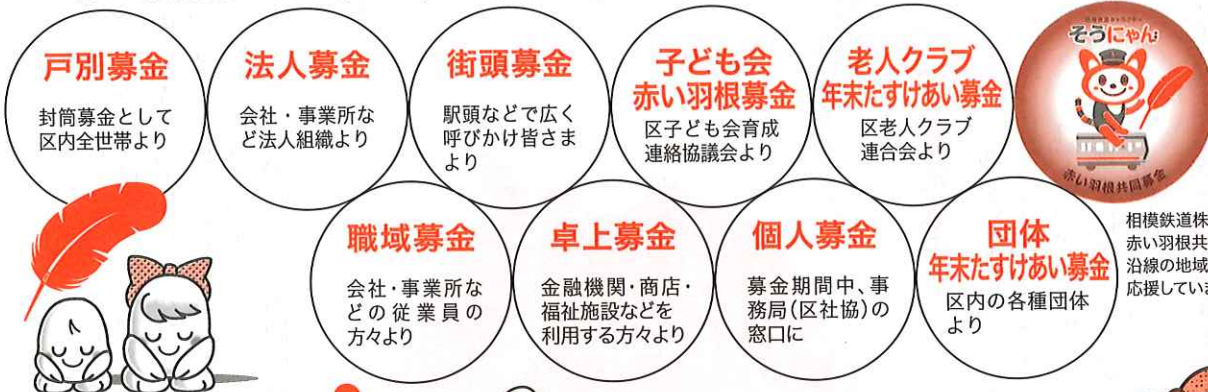 戸別募金
封筒募金として
区内全世帯より
法人募金
会社・事業所な
ど法人組織より
街頭募金
駅頭などで広く
呼びかけ皆さま
より
子ども会
赤い羽根募金
区子ども会育成
連絡協議会より
老人クラブ
年末たすけあい募金
区老人クラブ
連合会より
そうにゃん
赤い羽根共同募金
職域募金
会社・事業所な
どの従業員の
方々より
卓上募金
金融機関・商店・
福祉施設などを
利用する方々より
個人募金
募金期間中、事
務局(区社協)の
窓口に
団体
年末たすけあい募金
区内の各種団体
より
相模鉄道株
赤い羽根共
沿線の地域
応援していま